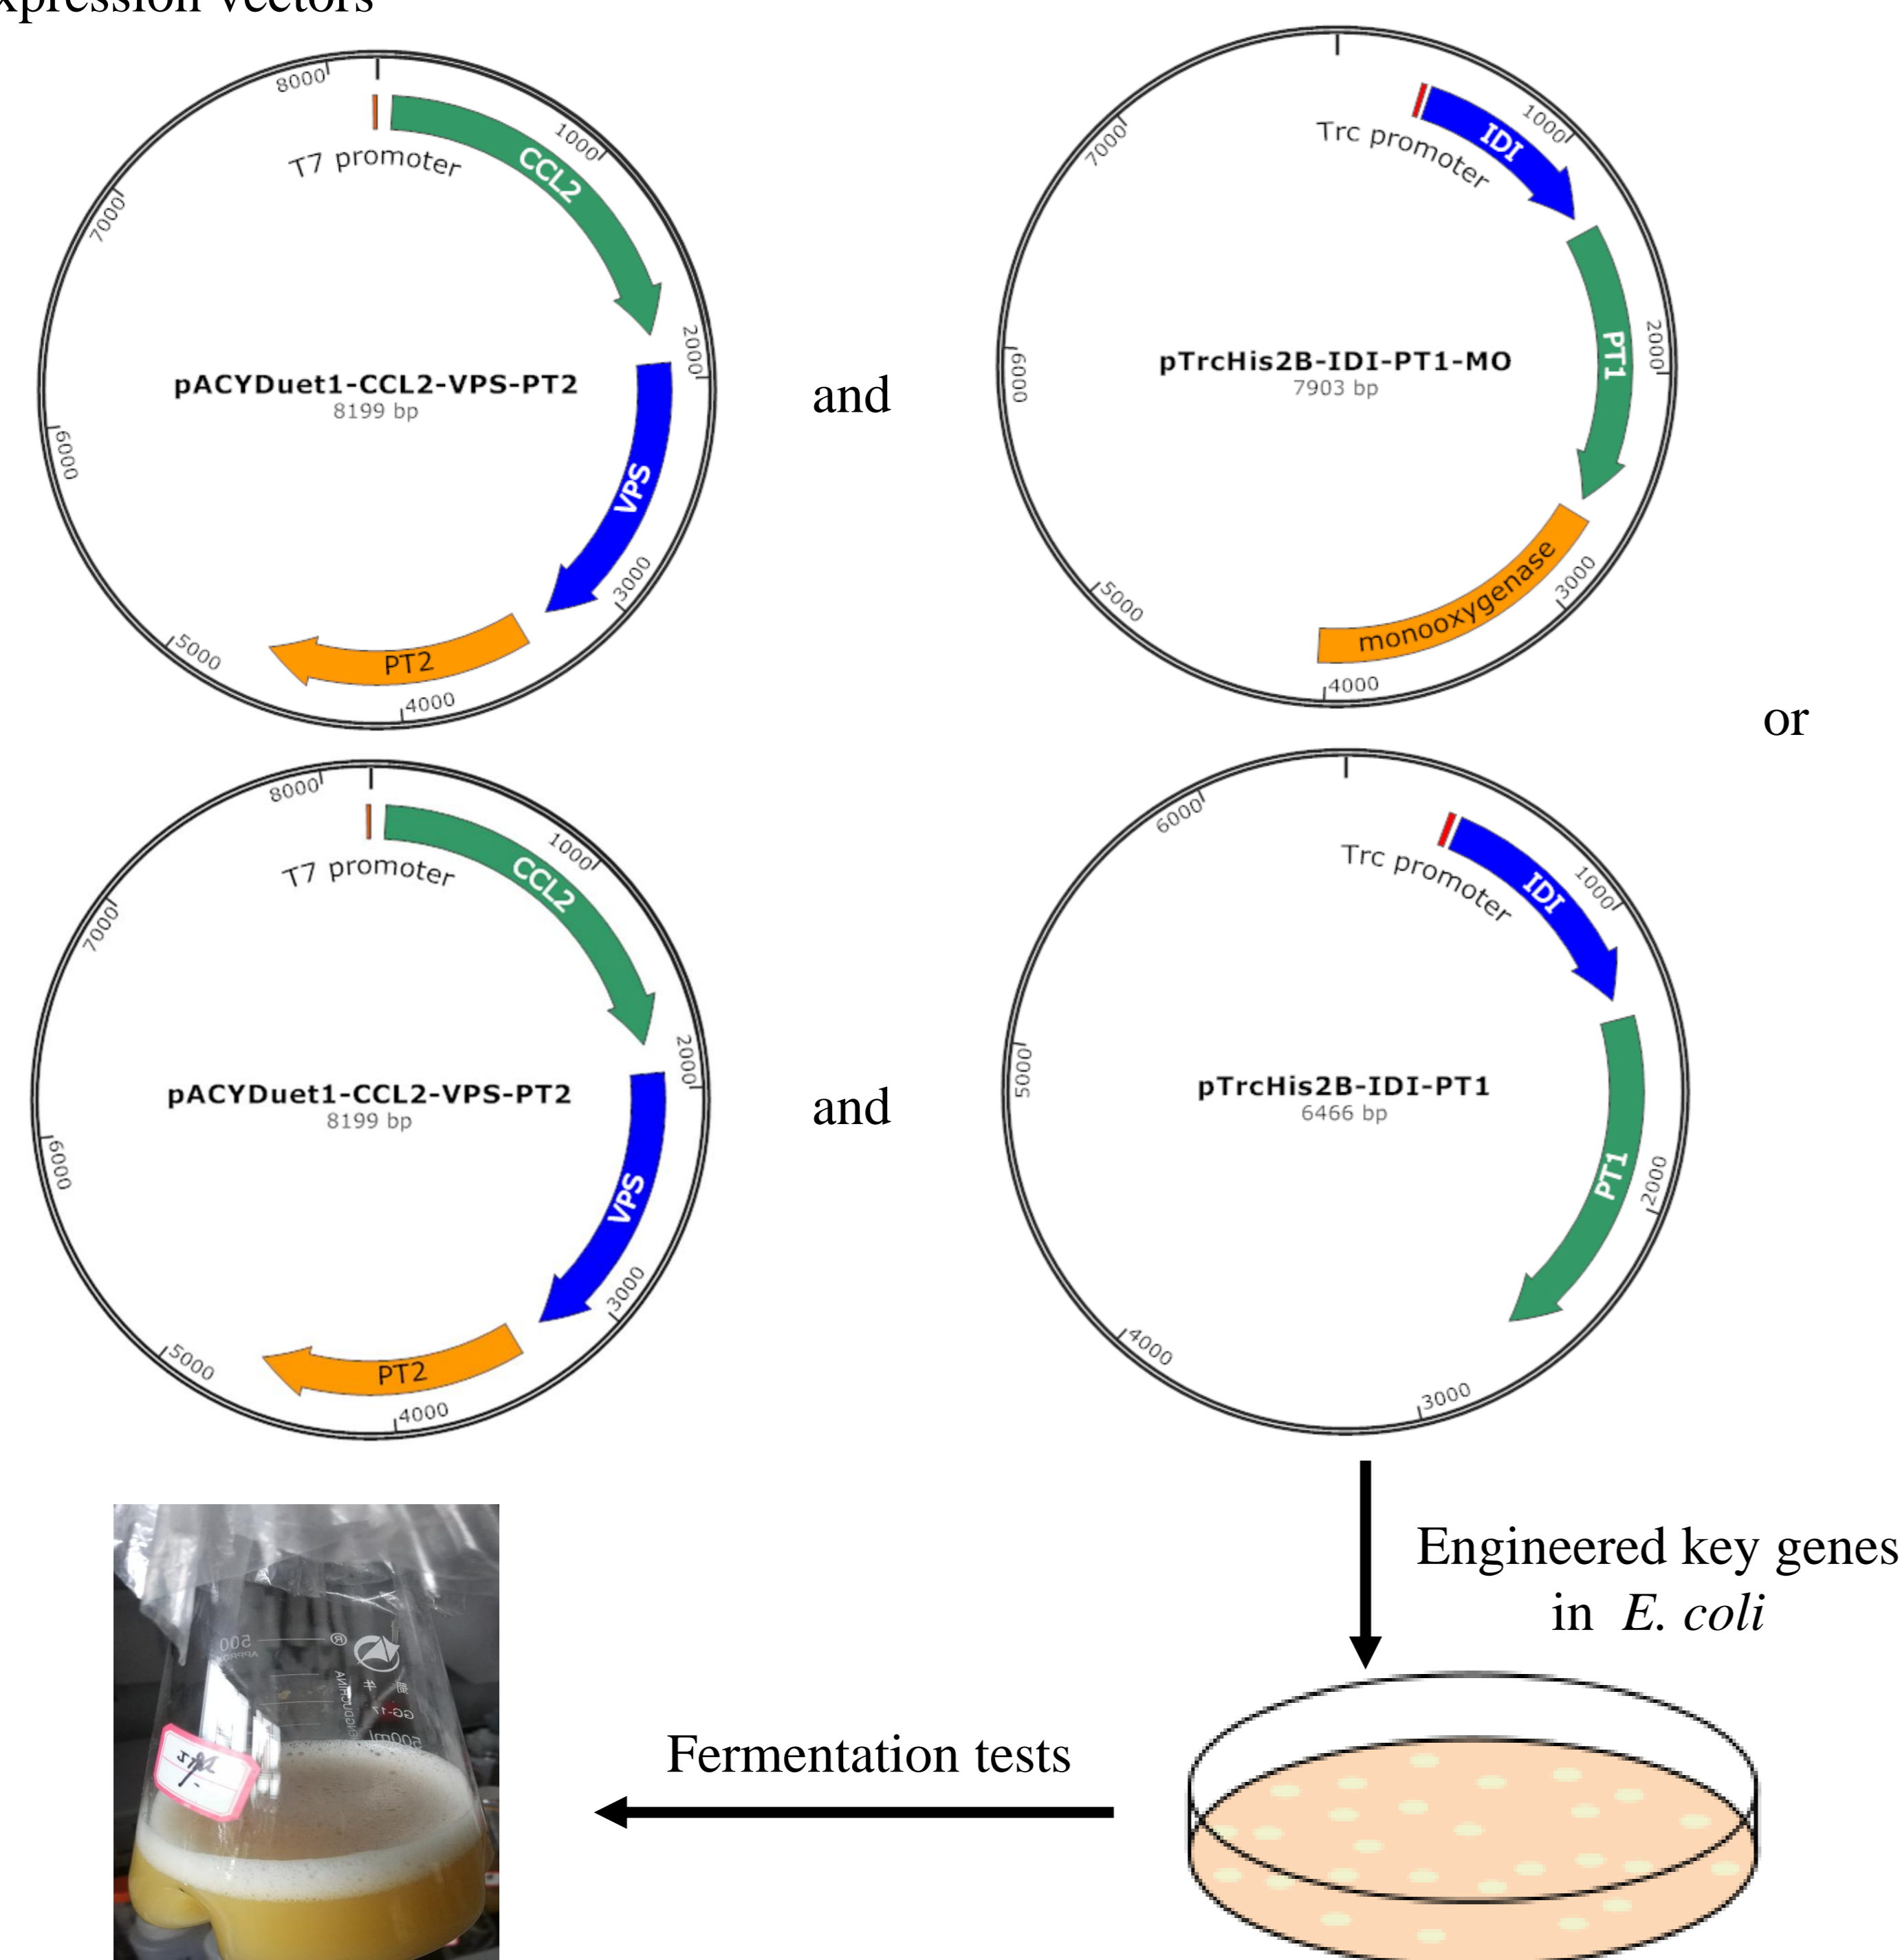 xpression vectors
8000
1000
2000
3000
4000
5000
6000
7000
T7 promoter
CCL2
VPS
PT2
pACYDuet1-CCL2-VPS-PT2
8199 bp
and
1000
2000
3000
4000
5000
6000
7000
Trc promoter
IDI
PT1
monooxygenase
pTrcHis2B-IDI-PT1-MO
7903 bp
or
8000
1000
2000
3000
4000
5000
6000
7000
T7 promoter
CCL2
VPS
PT2
pACYDuet1-CCL2-VPS-PT2
8199 bp
and
1000
2000
3000
4000
5000
6000
Trc promoter
IDI
PT1
pTrcHis2B-IDI-PT1
6466 bp
Engineered key genes
in E. coli
Fermentation tests
500
GG-17
500ml